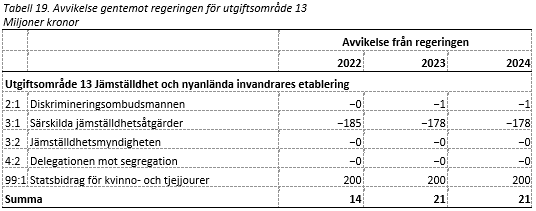 Tabell 19. Avvikelse gentemot regeringen för utgiftsområde 13
Miljoner kronor
Avvikelse från regeringen
2022 2023 2024
Utgiftsområde 13 Jämställdhet och nyanlända invandrares etablering
2:1 Diskrimineringsombudsmannen −0 −1 −1
3:1 Särskilda jämställdhetsåtgärder −185 −178 −178
3:2 Jämställdhetsmyndigheten −0 −0 −0
4:2 Delegationen mot segregation −0 −0 −0
99:1 Statsbidrag för kvinno- och tjejjourer 200 200 200
Summa 14 21 21